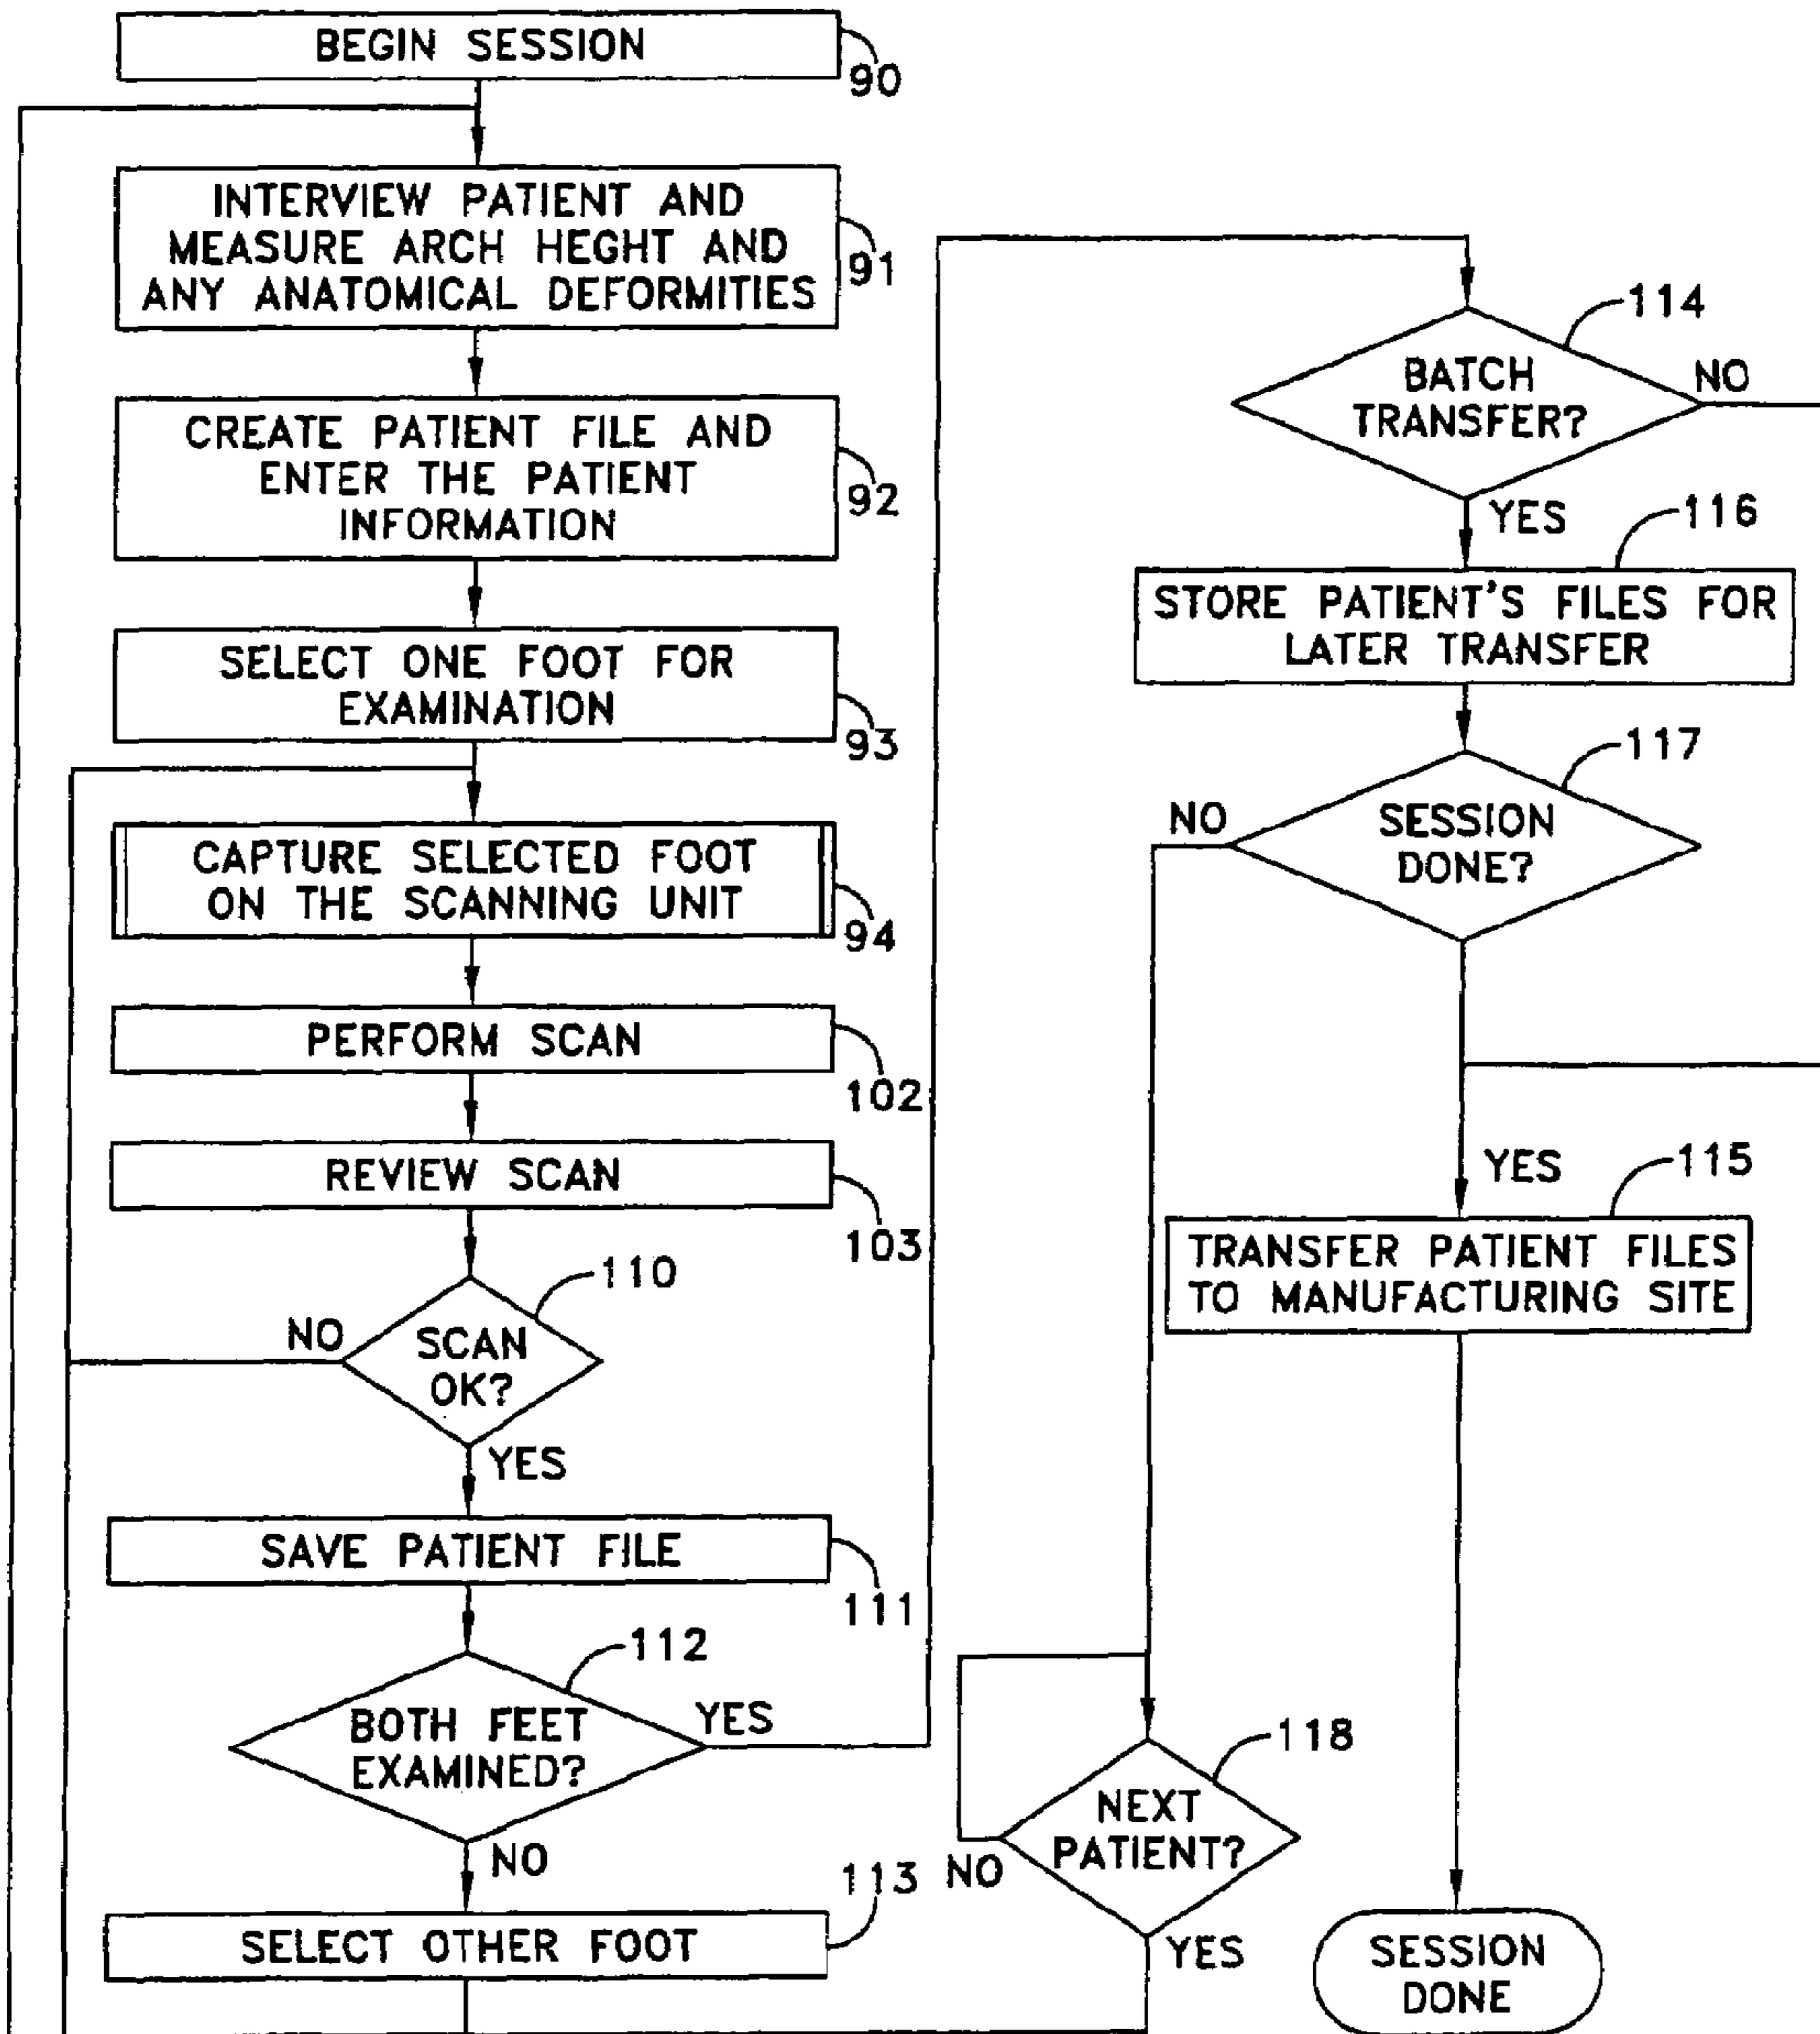 BEGIN SESSION
90
INTERVIEW PATIENT AND
MEASURE ARCH HEGHT AND
ANY ANATOMICAL DEFORMITIES
91
CREATE PATIENT FILE AND
ENTER THE PATIENT
INFORMATION
92
SELECT ONE FOOT FOR
EXAMINATION
93
CAPTURE SELECTED FOOT
ON THE SCANNING UNIT
94
PERFORM SCAN
102
REVIEW SCAN
103
110
NO
SCAN
OK?
YES
SAVE PATIENT FILE
111
112
BOTH FEET
EXAMINED?
YES
NO
113
SELECT OTHER FOOT
114
BATCH
TRANSFER?
NO
YES
116
STORE PATIENT'S FILES FOR
LATER TRANSFER
117
NO
SESSION
DONE?
YES
115
TRANSFER PATIENT FILES
TO MANUFACTURING SITE
118
NEXT
PATIENT?
NO
YES
SESSION
DONE